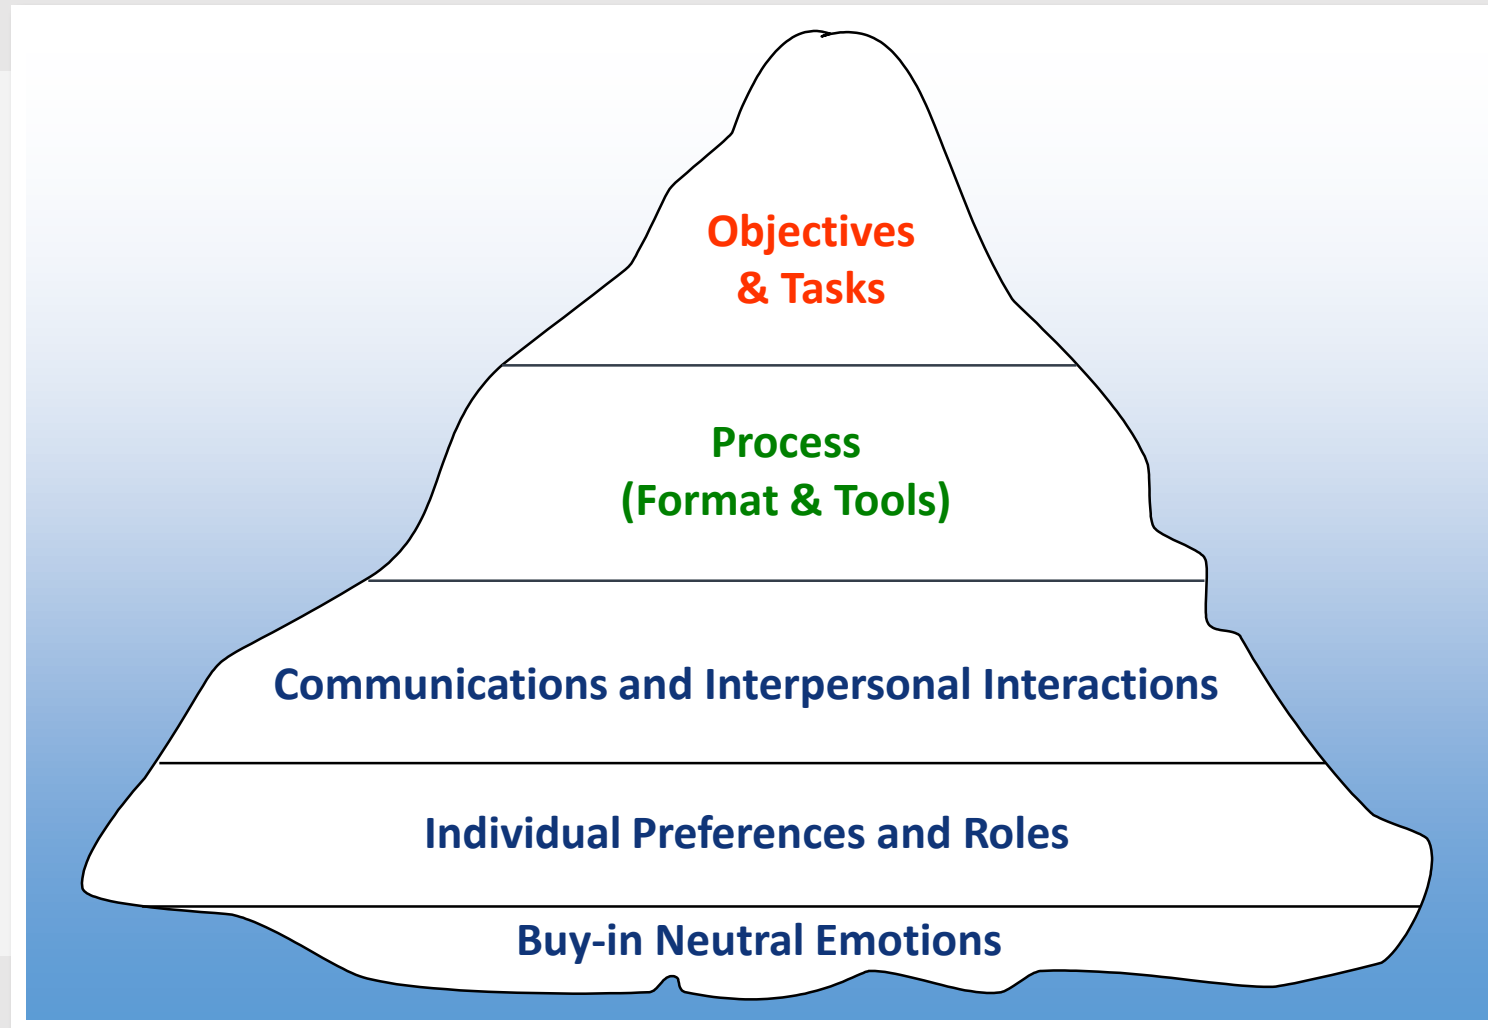 Objectives
& Tasks
Process
(Format & Tools)
Communications and Interpersonal Interactions
Individual Preferences and Roles
Buy-in Neutral Emotions